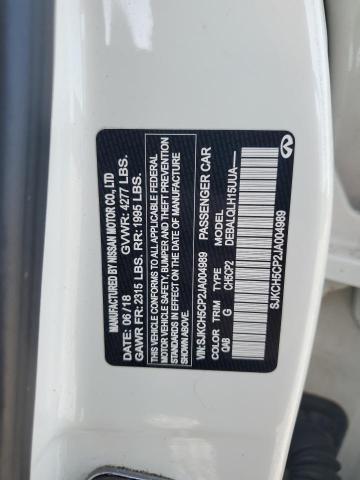 MANUFACTURED BY NISSAN MOTOR CO., LTD
DATE: 06/18 GVWR: 4277 LBS.
GAWR FR: 2315 LBS. RR: 1995 LBS.
THIS VEHICLE CONFORMS TO ALL APPLICABLE FEDERAL
MOTOR VEHICLE SAFETY, BUMPER AND THEFT PREVENTION
STANDARDS IN EFFECT ON THE DATE OF MANUFACTURE
SHOWN ABOVE.
VIN:SJKCH5CP2JA004989 PASSENGER CAR
COLOR TRIM TYPE MODEL
QAB G CH5CP2 DEBALQLH15UUA-----
SJKCH5CP2JA004989